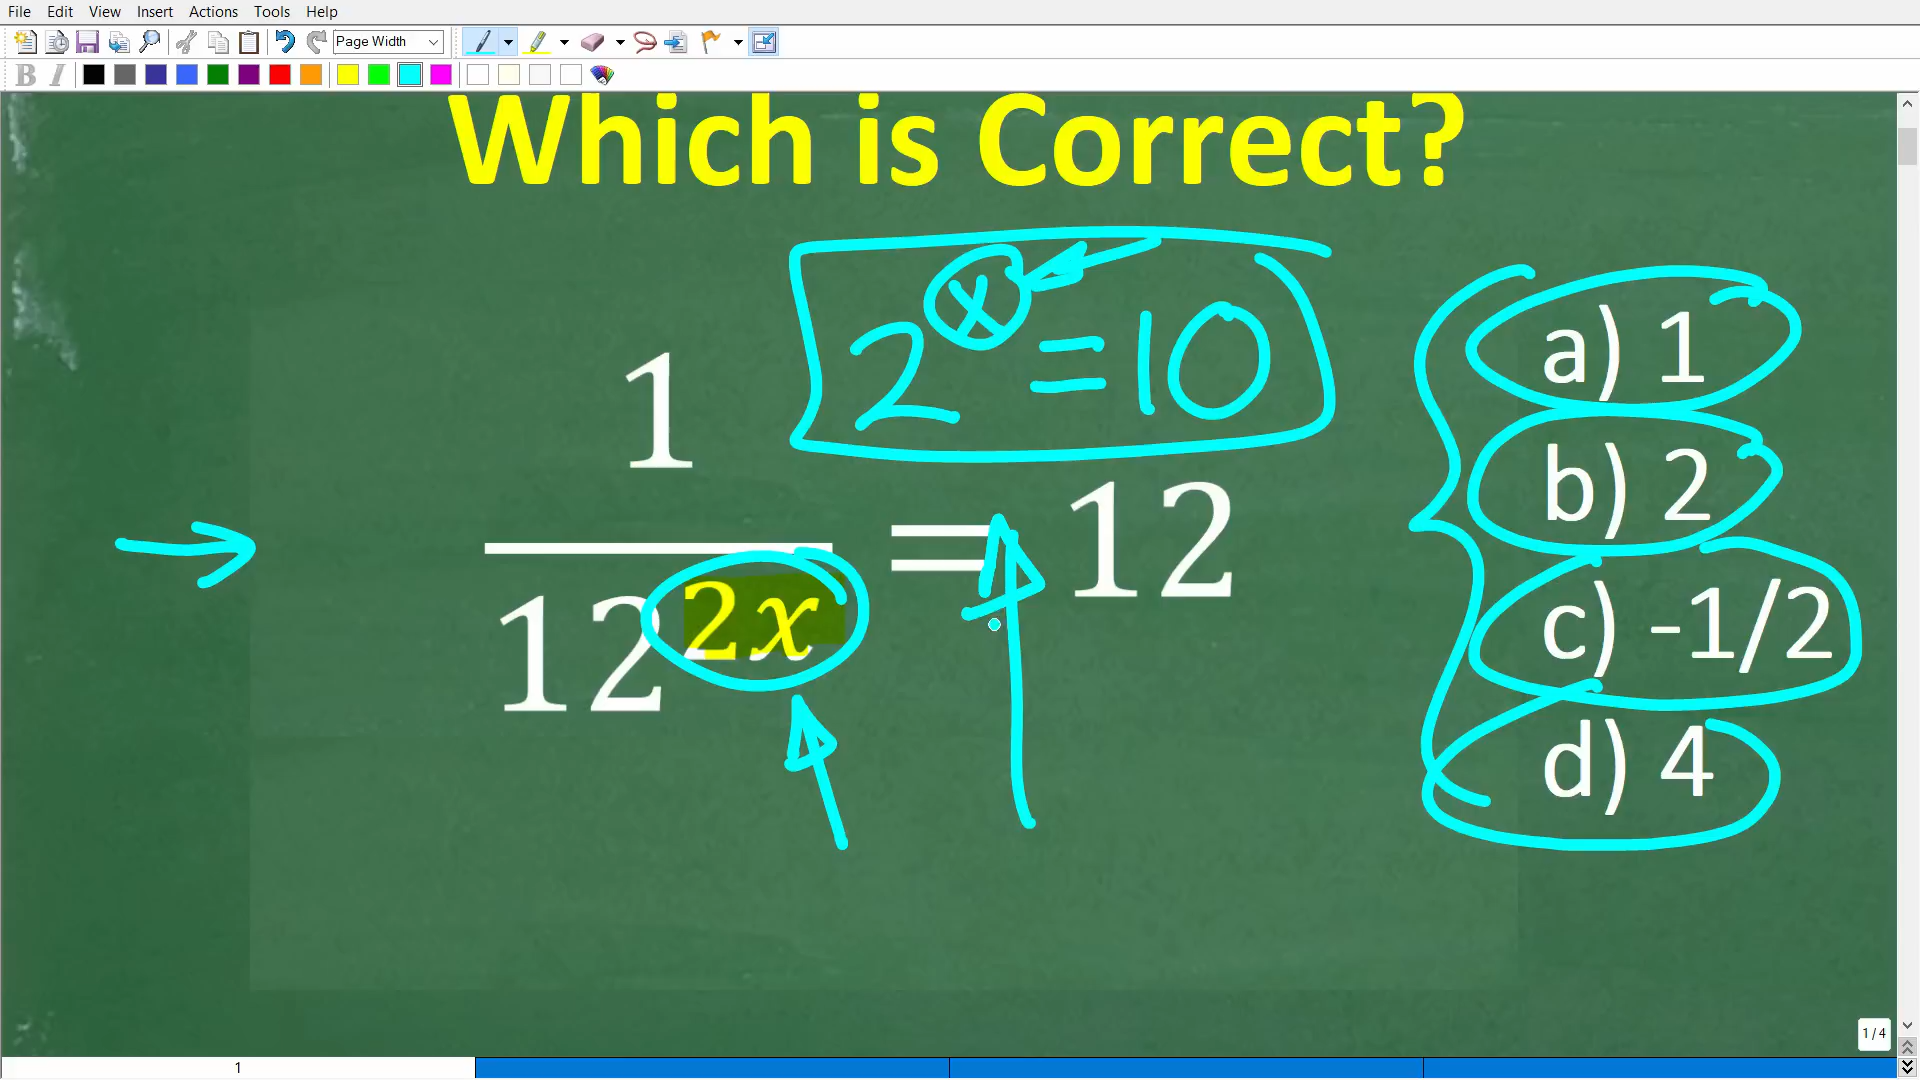 File Edit View Insert Actions Tools Help
Page Width
B I
Which is Correct?
2^x = 10
1
12^2x
= 12
a) 1
b) 2
c) -1/2
d) 4
1 / 4
1